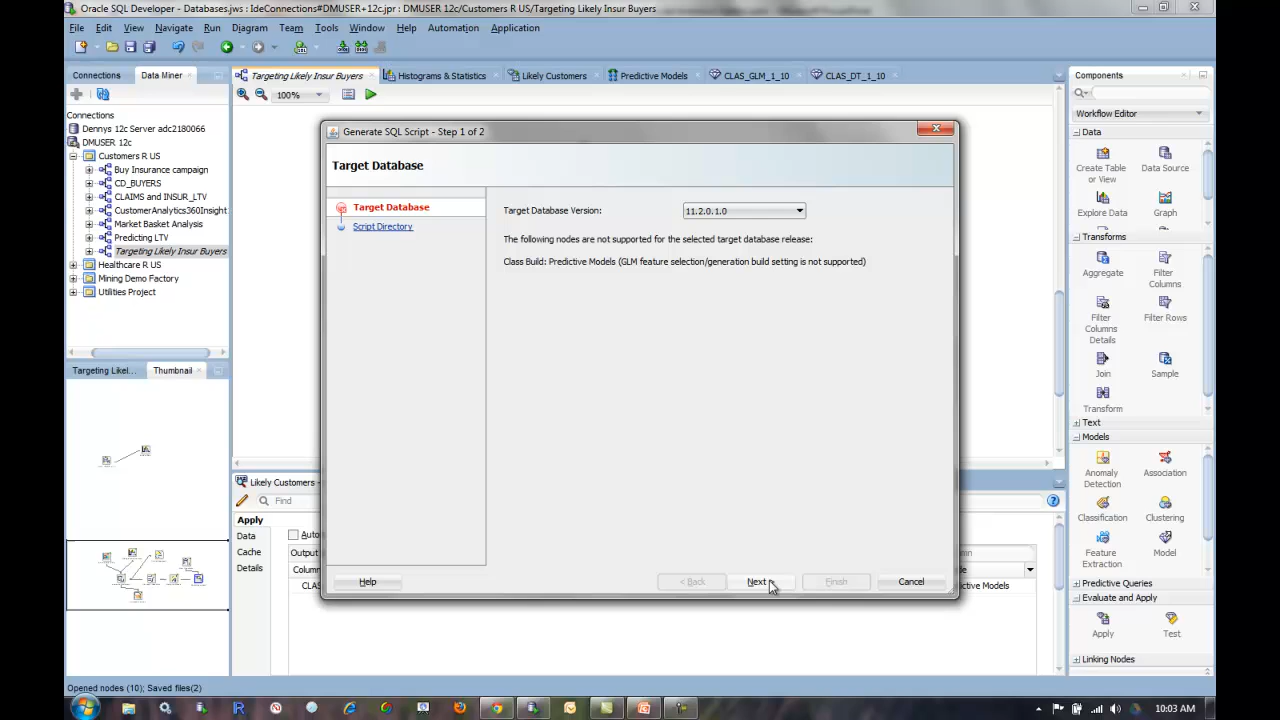 Oracle SQL Developer - Databases.jws : IdeConnections#DMUSER+12c.jpr : DMUSER 12c/Customers R US/Targeting Likely Insur Buyers
File Edit View Navigate Run Diagram Team Tools Window Help Automation Application
Connections Data Miner
Targeting Likely Insur Buyers Histograms & Statistics Likely Customers Predictive Models CLAS_GLM_1_10 CLAS_DT_1_10
100%
Connections
Dennys 12c Server adc2180066
DMUSER 12c
Customers R US
Buy Insurance campaign
CD_BUYERS
CLAIMS and INSUR_LTV
CustomerAnalytics360Insight
Market Basket Analysis
Predicting LTV
Targeting Likely Insur Buyers
Healthcare R US
Mining Demo Factory
Utilities Project
Targeting Likel... Thumbnail
Generate SQL Script - Step 1 of 2
Target Database
Target Database
Script Directory
Target Database Version: 11.2.0.1.0
The following nodes are not supported for the selected target database release:
Class Build: Predictive Models (GLM feature selection/generation build setting is not supported)
Help < Back Next > Finish Cancel
Likely Customers -
Find
Apply
Data
Cache
Details
Auto
Output
Colum
CLAS
ctive Models
Components
Workflow Editor
Data
Create Table or View
Data Source
Explore Data
Graph
Transforms
Aggregate
Filter Columns
Filter Columns Details
Filter Rows
Join
Sample
Transform
Text
Models
Anomaly Detection
Association
Classification
Clustering
Feature Extraction
Model
Predictive Queries
Evaluate and Apply
Apply
Test
Linking Nodes
Opened nodes (10); Saved files(2)
10:03 AM